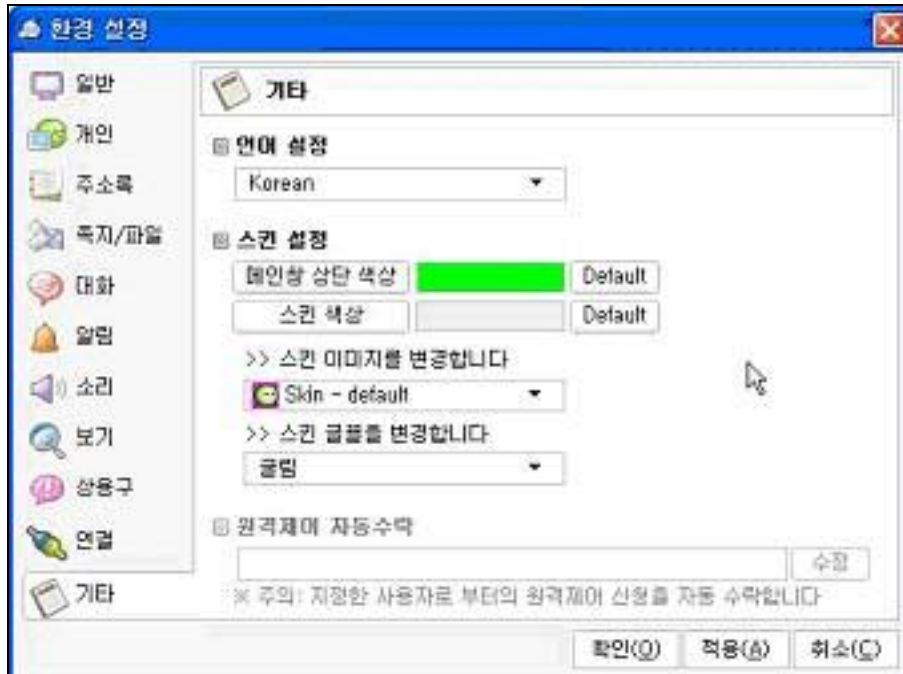 환경 설정
일반
개인
주소록
쪽지/파일
대화
알림
소리
보기
상용구
연결
기타
기타
언어 설정
Korean
스킨 설정
메인창 상단 색상
Default
스킨 색상
Default
>> 스킨 이미지를 변경합니다
Skin - default
>> 스킨 글꼴을 변경합니다
굴림
원격제어 자동수락
수정
※ 주의: 지정한 사용자로 부터의 원격제어 신청을 자동 수락합니다
확인(O)
적용(A)
취소(C)